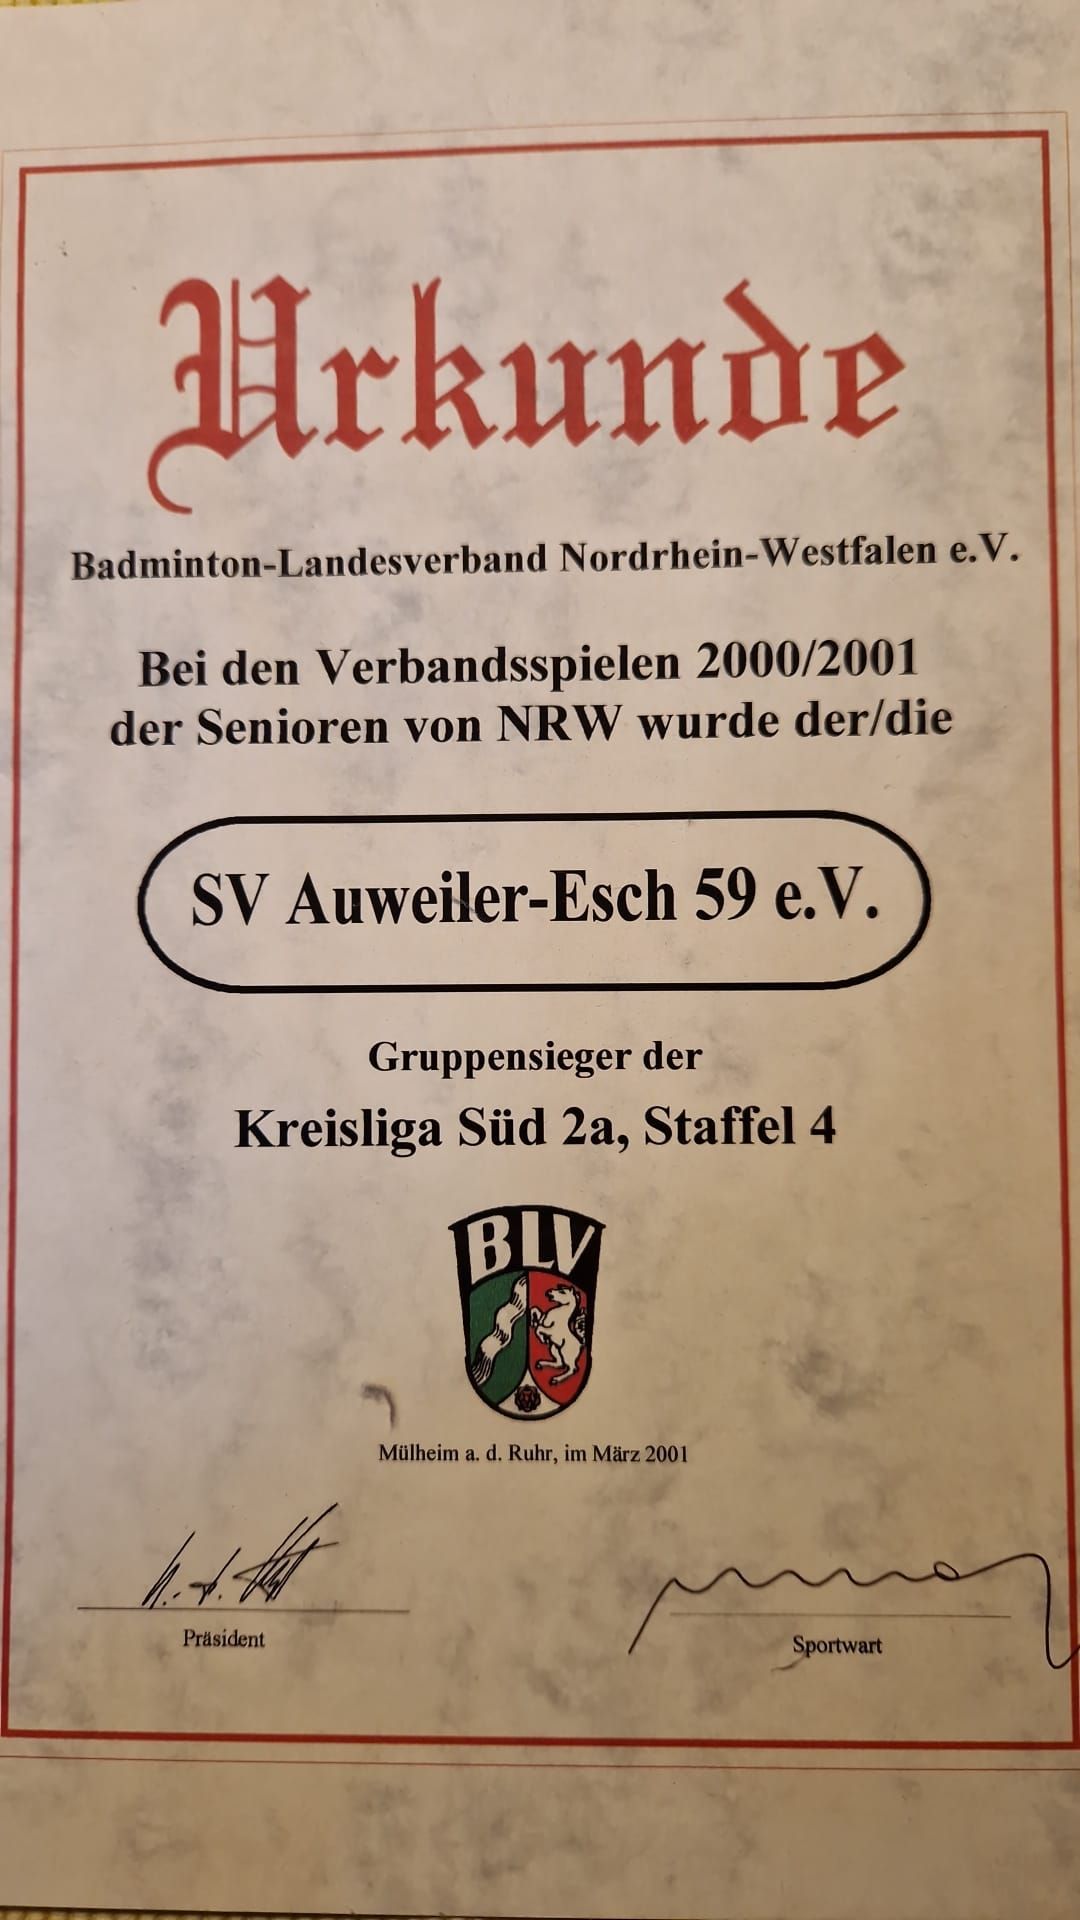 Urkunde
Badminton-Landesverband Nordrhein-Westfalen e.V.
Bei den Verbandsspielen 2000/2001
der Senioren von NRW wurde der/die
SV Auweiler-Esch 59 e.V.
Gruppensieger der
Kreisliga Süd 2a, Staffel 4
BLV
Mülheim a. d. Ruhr, im März 2001
Präsident
Sportwart